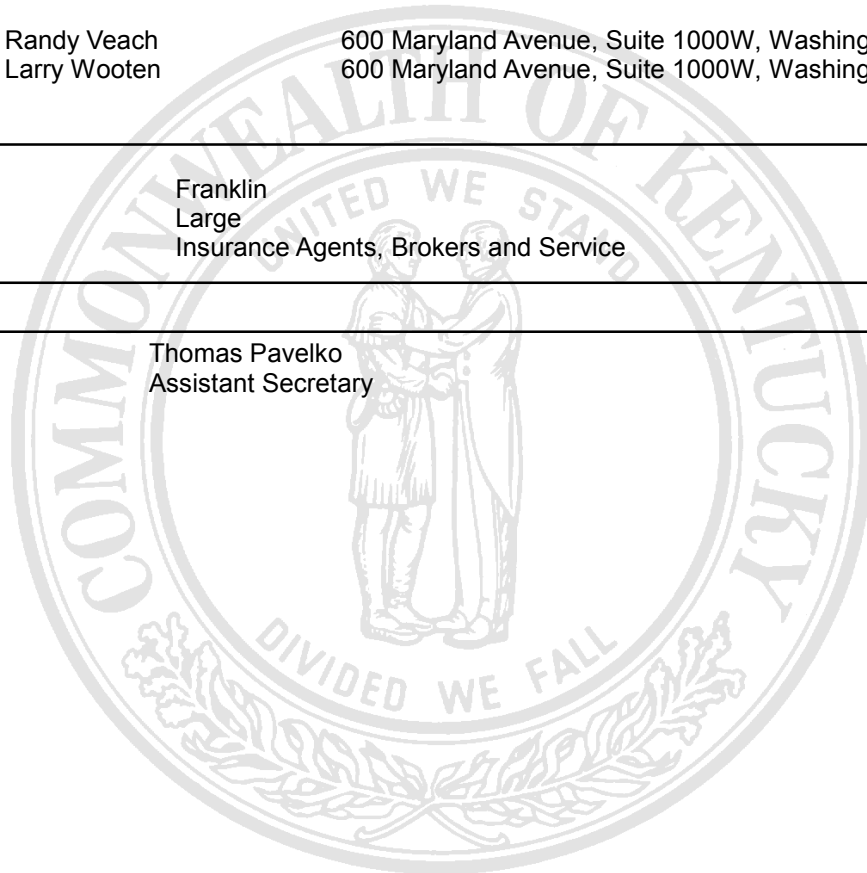 Randy Veach 600 Maryland Avenue, Suite 1000W, Washing
Larry Wooten 600 Maryland Avenue, Suite 1000W, Washing
Franklin
Large
Insurance Agents, Brokers and Service
Thomas Pavelko
Assistant Secretary
COMMONWEALTH OF KENTUCKY
UNITED WE STAND
DIVIDED WE FALL